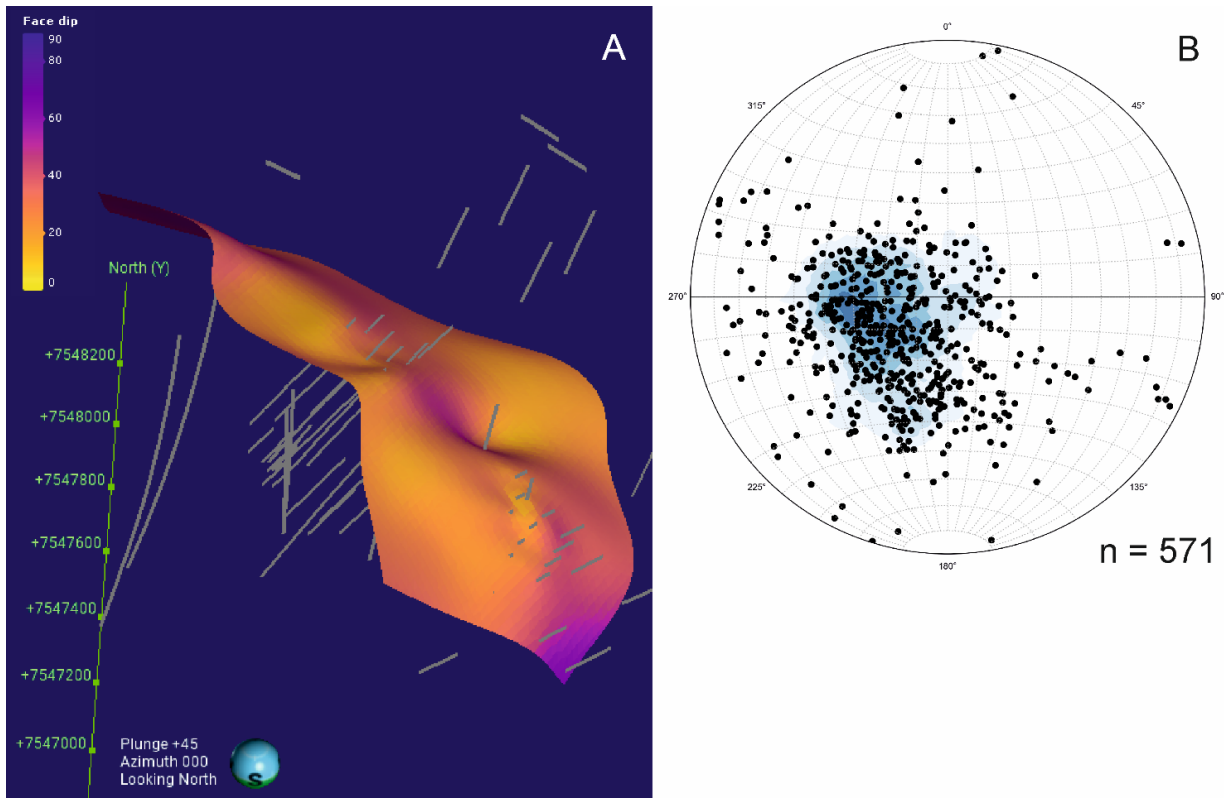 Face dip
90
80
60
40
20
0
A
North (Y)
+7548200
+7548000
+7547800
+7547600
+7547400
+7547200
+7547000
Plunge +45
Azimuth 000
Looking North
S
B
0°
45°
90°
135°
180°
225°
270°
315°
n = 571